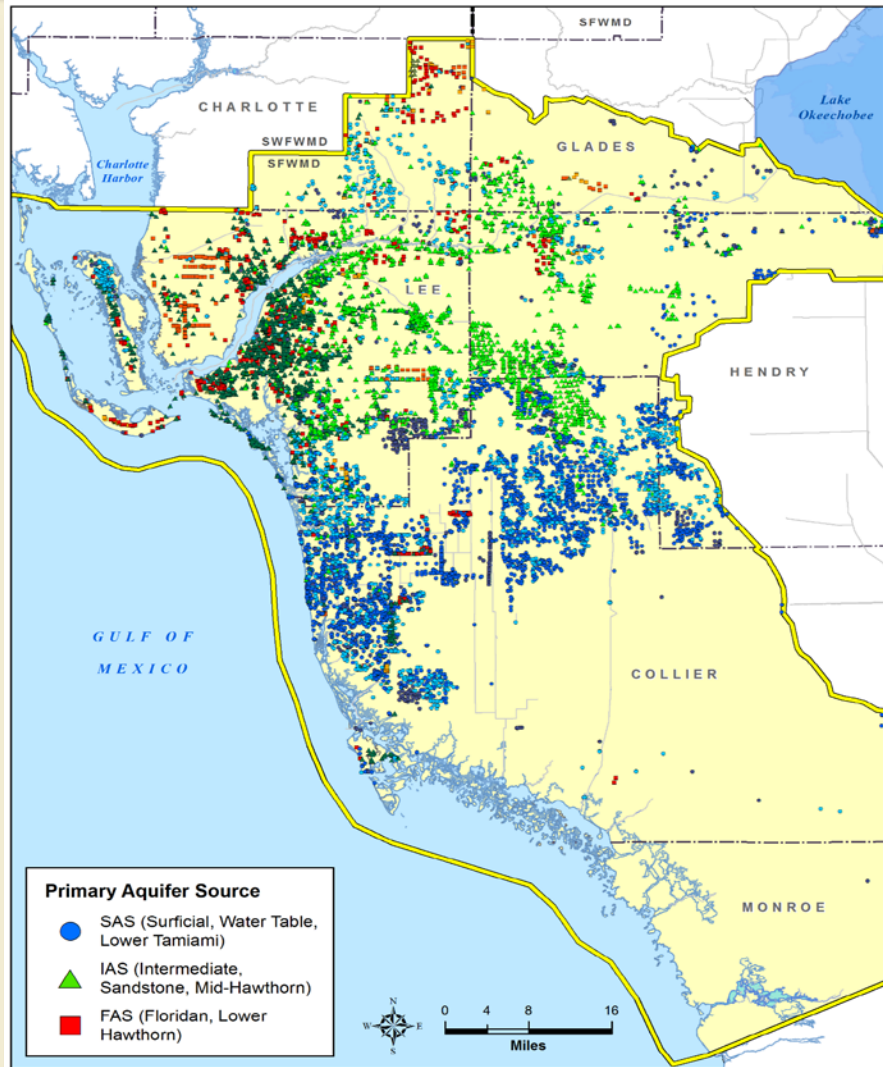 SFWMD
CHARLOTTE
Lake
Okeechobee
GLADES
SWFWMD
SFWMD
Charlotte
Harbor
LEE
HENDRY
GULF OF
MEXICO
COLLIER
MONROE
Primary Aquifer Source
SAS (Surficial, Water Table,
Lower Tamiami)
IAS (Intermediate,
Sandstone, Mid-Hawthorn)
FAS (Floridan, Lower
Hawthorn)
N
W E
S
0 4 8 16
Miles